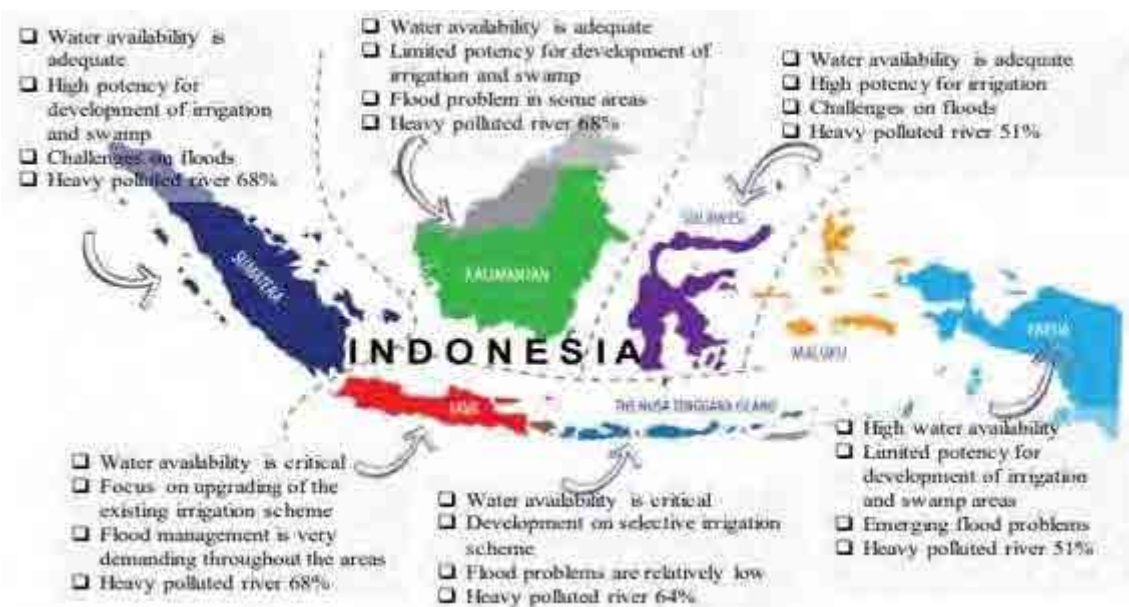 ❑ Water availability is
adequate
❑ High potency for
development of irrigation
and swamp
❑ Challenges on floods
❑ Heavy polluted river 68%
❑ Water availability is adequate
❑ Limited potency for development of
irrigation and swamp
❑ Flood problem in some areas
❑ Heavy polluted river 68%
❑ Water availability is adequate
❑ High potency for irrigation
❑ Challenges on floods
❑ Heavy polluted river 51%
SUMATERA
KALIMANTAN
SULAWESI
MALUKU
PAPUA
INDONESIA
JAVA
THE NUSA TENGGARA ISLAND
❑ Water availability is critical
❑ Focus on upgrading of the
existing irrigation scheme
❑ Flood management is very
demanding throughout the areas
❑ Heavy polluted river 68%
❑ Water availability is critical
❑ Development on selective irrigation
scheme
❑ Flood problems are relatively low
❑ Heavy polluted river 64%
❑ High water availability
❑ Limited potency for
development of irrigation
and swamp areas
❑ Emerging flood problems
❑ Heavy polluted river 51%